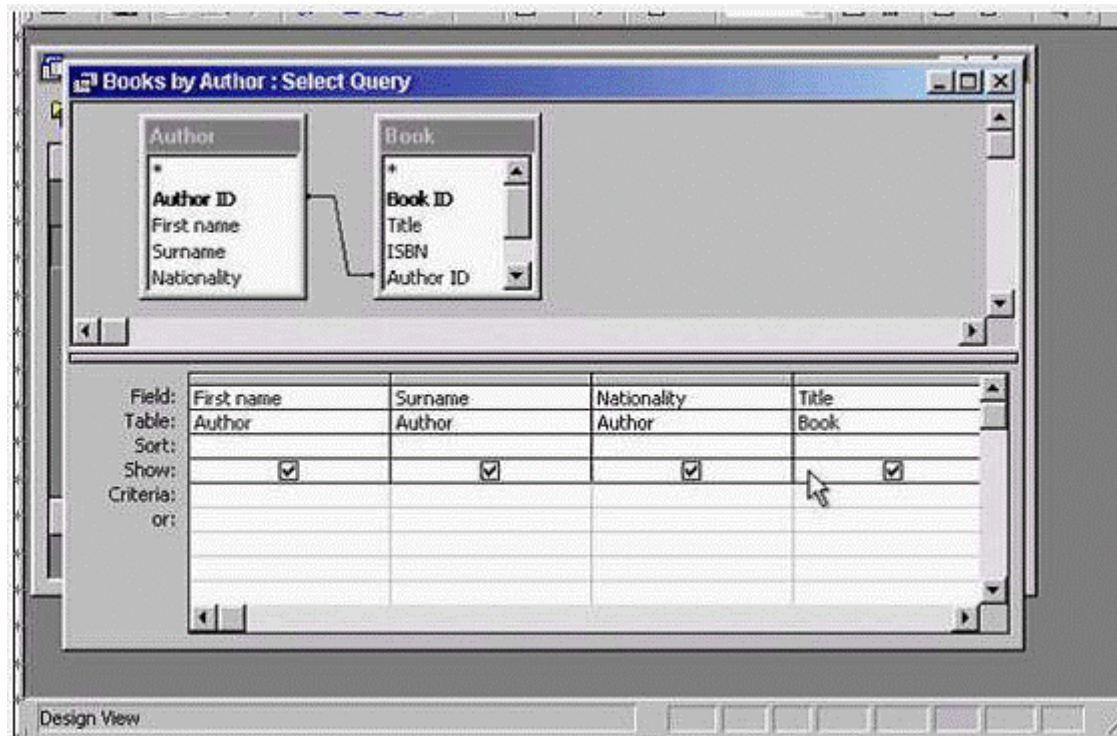 Books by Author : Select Query
Author
*
Author ID
First name
Surname
Nationality
Book
*
Book ID
Title
ISBN
Author ID
Field: First name Surname Nationality Title
Table: Author Author Author Book
Sort:
Show:
Criteria:
or:
Design View